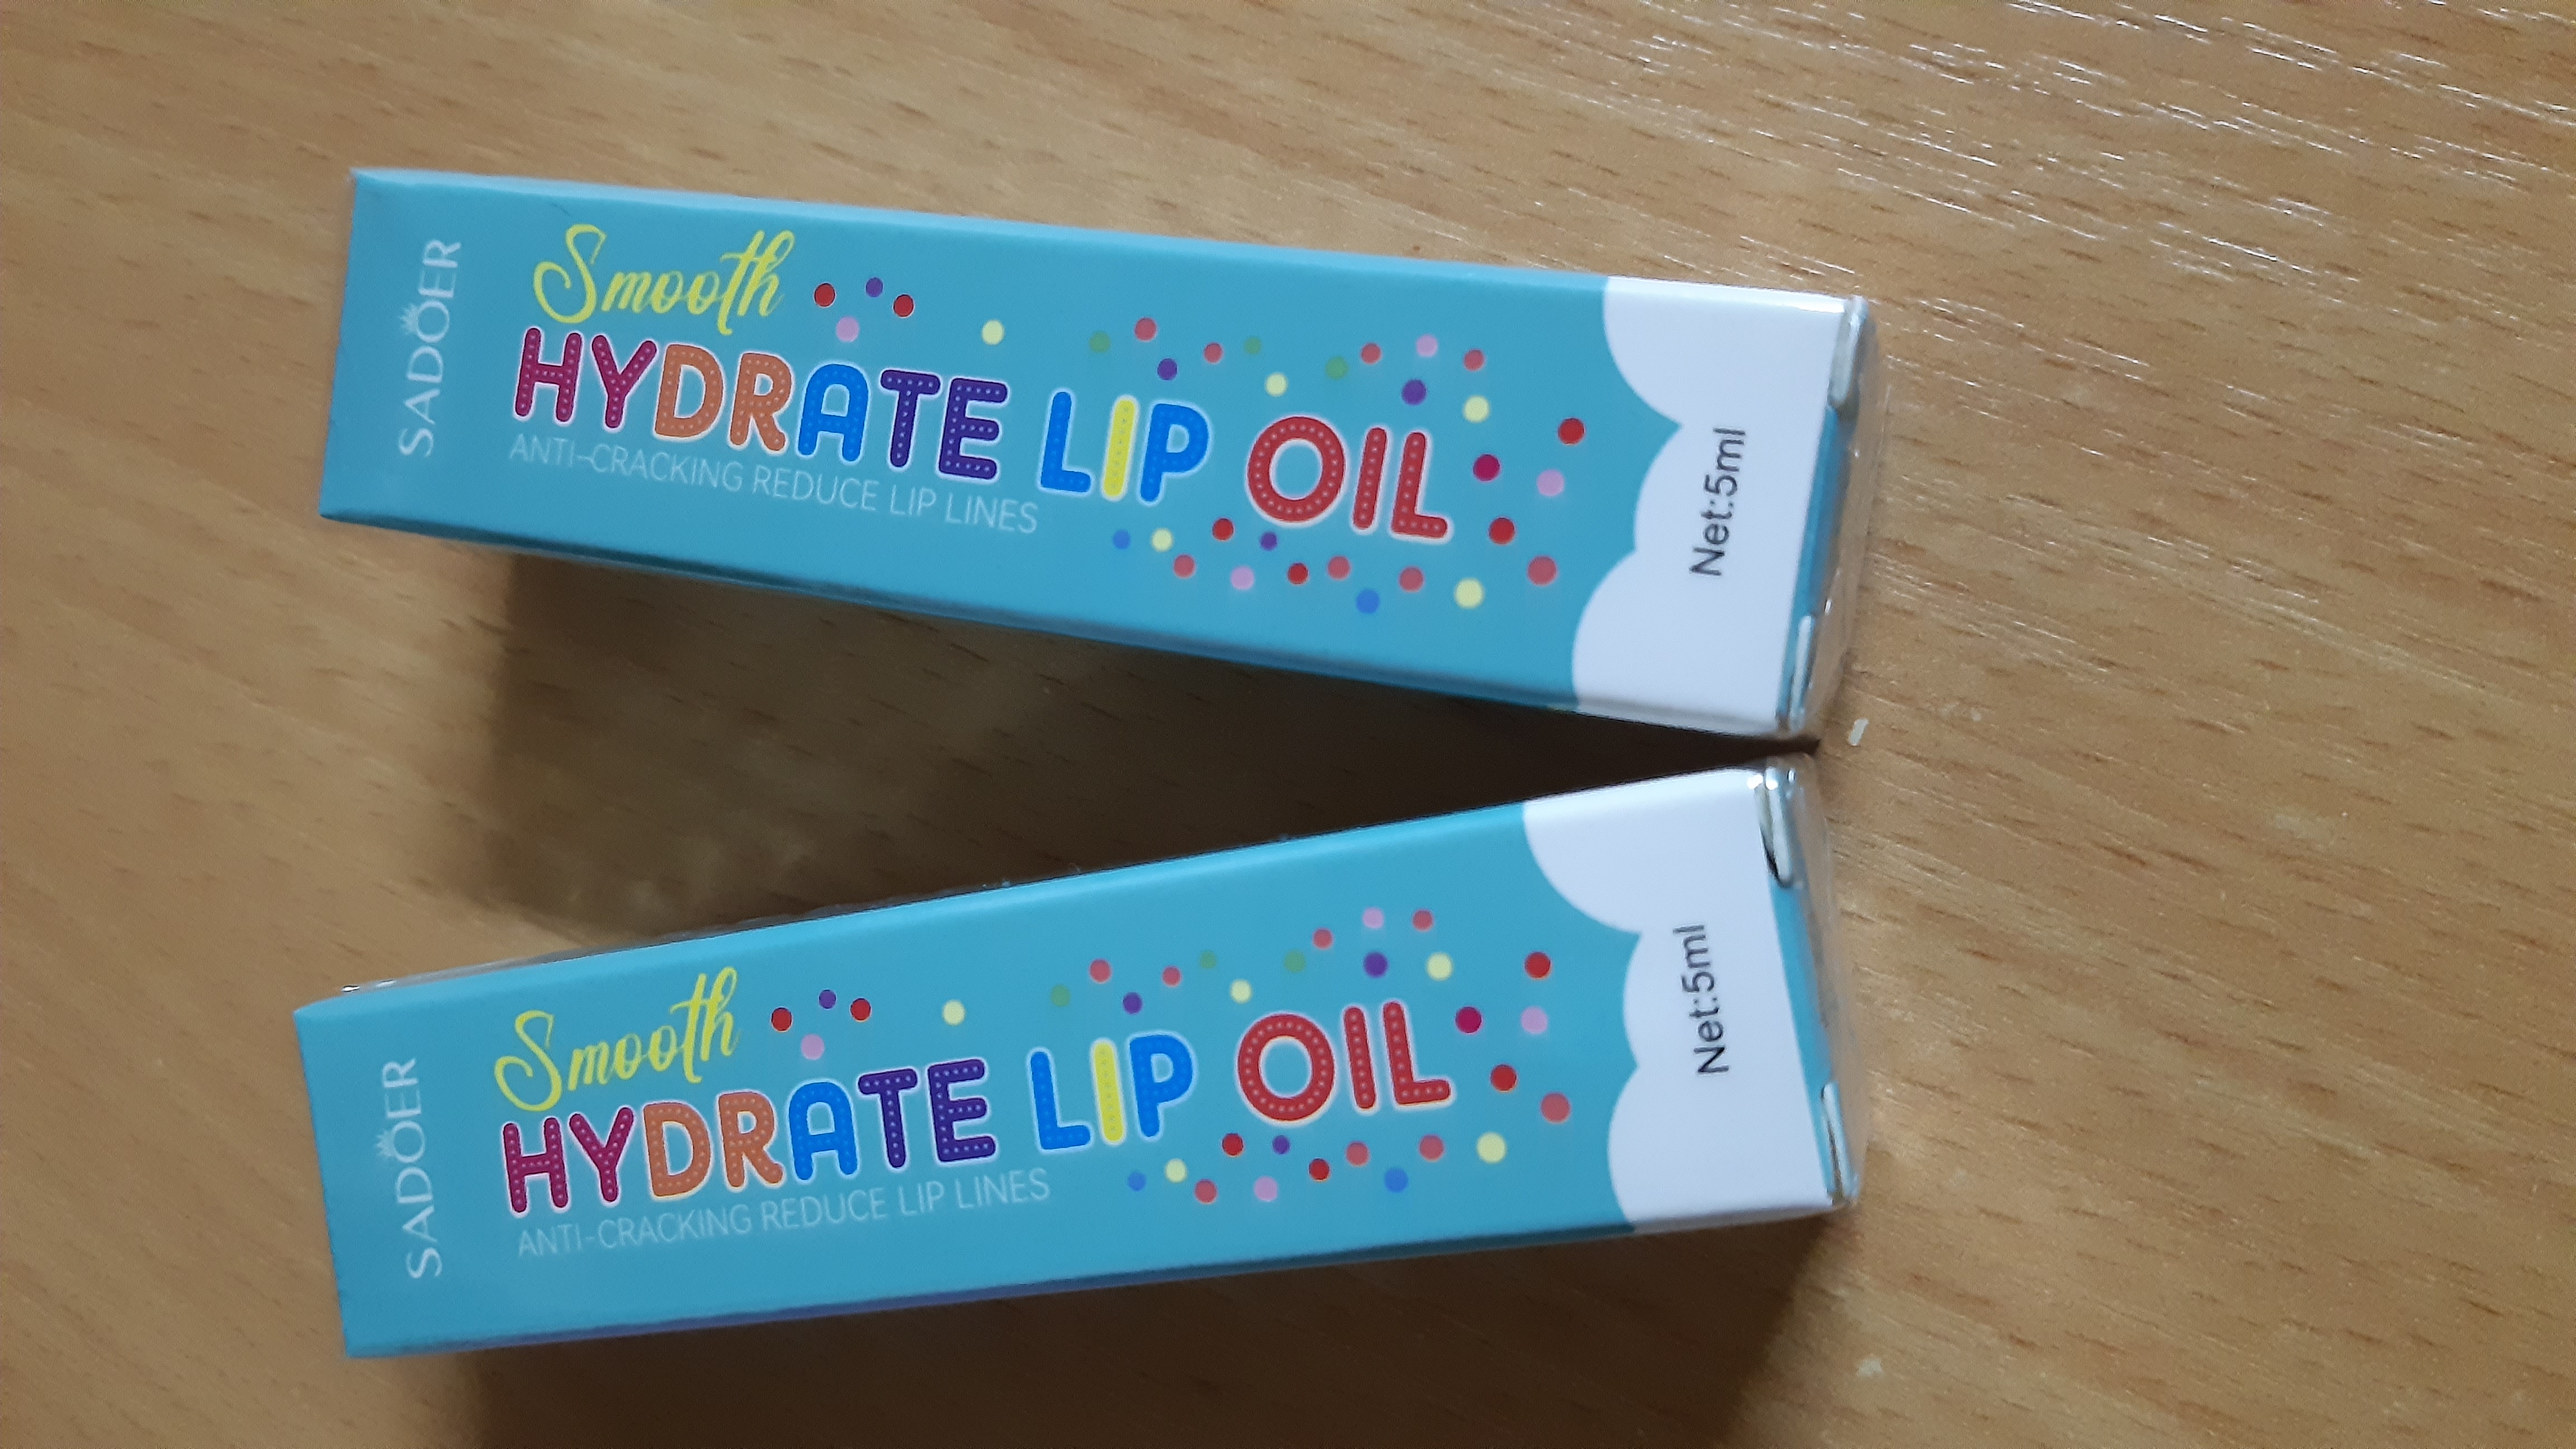 SADOER
Smooth
HYDRATE LIP OIL
ANTI-CRACKING REDUCE LIP LINES
Net:5ml
SADOER
Smooth
HYDRATE LIP OIL
ANTI-CRACKING REDUCE LIP LINES
Net:5ml